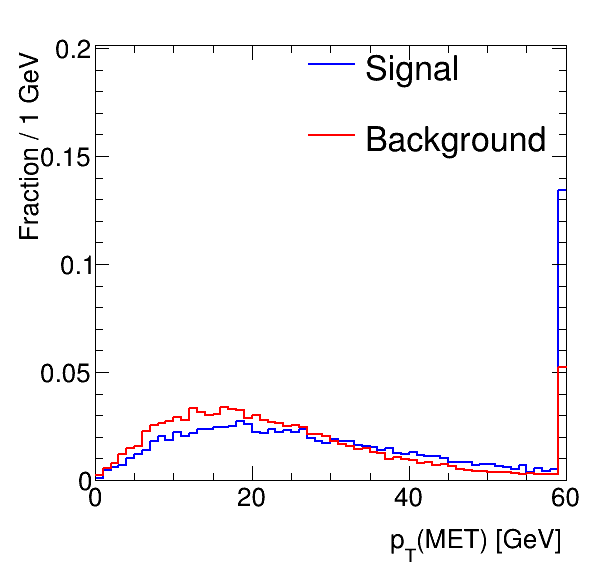 0.2
0.15
0.1
0.05
0
Fraction / 1 GeV
Signal
Background
0 20 40 60
p_T(MET) [GeV]